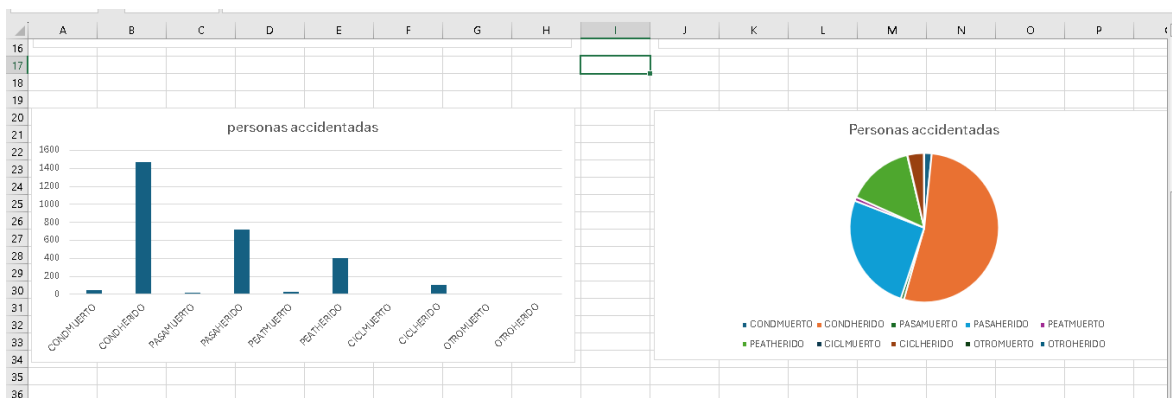 A B C D E F G H I J K L M N O P
16
17
18
19
20
21
22
23
24
25
26
27
28
29
30
31
32
33
34
35
36
personas accidentadas
1600
1400
1200
1000
800
600
400
200
0
CONDMUERTO
CONDHERIDO
PASAMUERTO
PASAHERIDO
PEATMUERTO
PEATHERIDO
CICLMUERTO
CICLHERIDO
OTROMUERTO
OTROHERIDO
Personas accidentadas
CONDMUERTO CONDHERIDO PASAMUERTO PASAHERIDO PEATMUERTO
PEATHERIDO CICLMUERTO CICLHERIDO OTROMUERTO OTROHERIDO